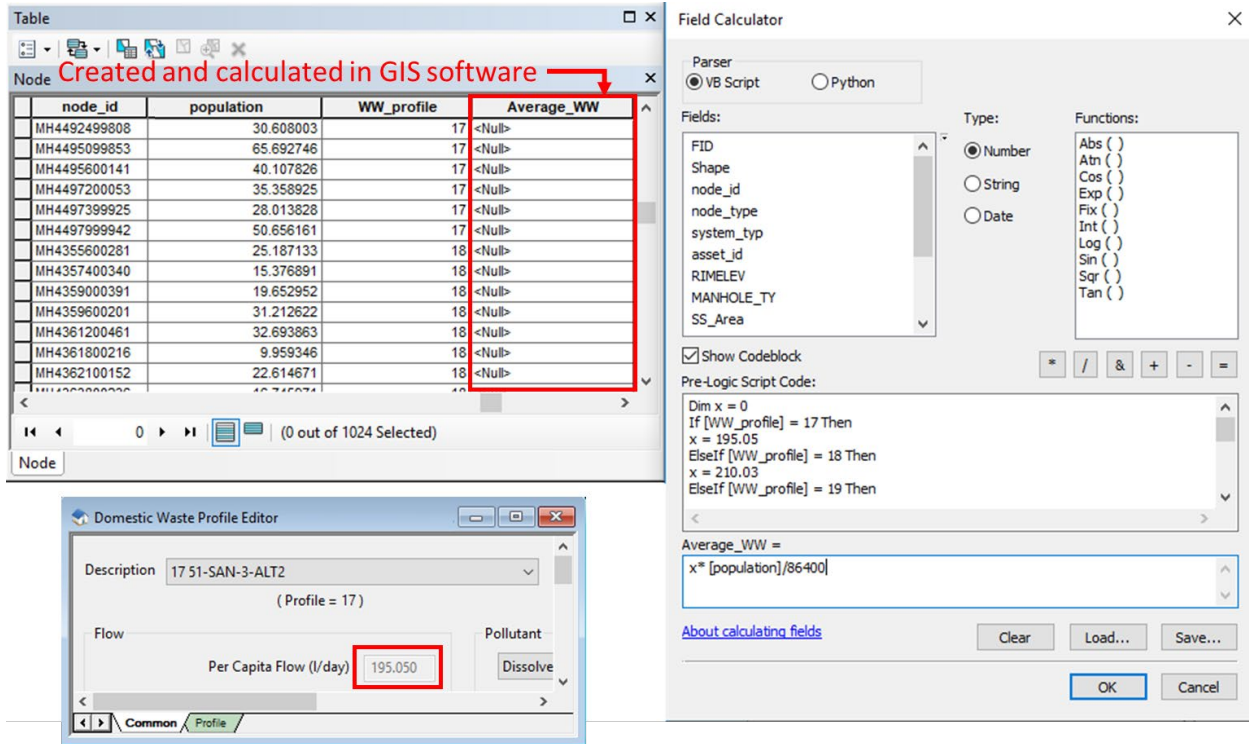 Table
Node
Created and calculated in GIS software
node_id population WW_profile Average_WW
MH4492499808 30.608003 17 <Null>
MH4495099853 65.692746 17 <Null>
MH4495600141 40.107826 17 <Null>
MH4497200053 35.358925 17 <Null>
MH4497399925 28.013828 17 <Null>
MH4497999942 50.656161 17 <Null>
MH4355600281 25.187133 18 <Null>
MH4357400340 15.376891 18 <Null>
MH4359000391 19.652952 18 <Null>
MH4359600201 31.212622 18 <Null>
MH4361200461 32.693863 18 <Null>
MH4361800216 9.959346 18 <Null>
MH4362100152 22.614671 18 <Null>
0
(0 out of 1024 Selected)
Node
Domestic Waste Profile Editor
Description 17 51-SAN-3-ALT2
( Profile = 17 )
Flow
Pollutant
Per Capita Flow (l/day) 195.050
Dissolve
Common Profile
Field Calculator
Parser
VB Script Python
Fields:
FID
Shape
node_id
node_type
system_typ
asset_id
RIMELEV
MANHOLE_TY
SS_Area
Type:
Number
String
Date
Functions:
Abs ( )
Atn ( )
Cos ( )
Exp ( )
Fix ( )
Int ( )
Log ( )
Sin ( )
Sqr ( )
Tan ( )
Show Codeblock
* / & + - =
Pre-Logic Script Code:
Dim x = 0
If [WW_profile] = 17 Then
x = 195.05
ElseIf [WW_profile] = 18 Then
x = 210.03
ElseIf [WW_profile] = 19 Then
Average_WW =
x* [population]/86400
About calculating fields
Clear Load... Save...
OK Cancel